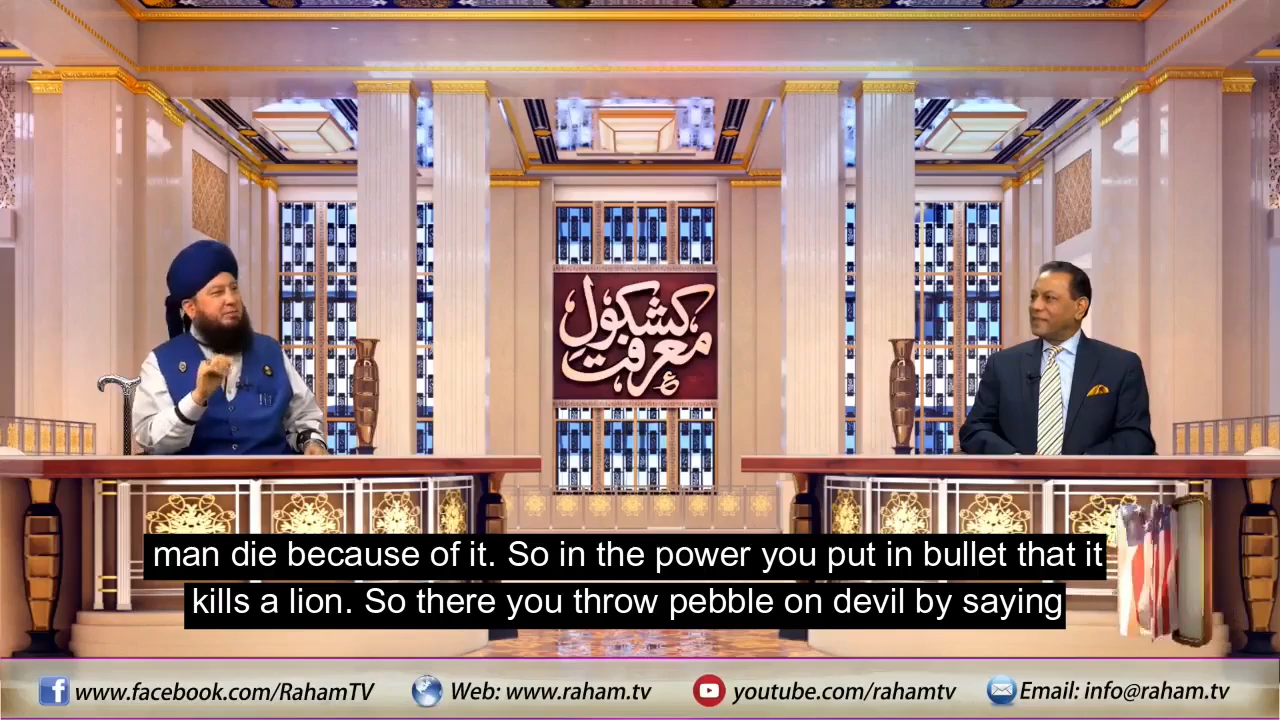 کشکولِ
معرفت
man die because of it. So in the power you put in bullet that it
kills a lion. So there you throw pebble on devil by saying
www.facebook.com/RahamTV
Web: www.raham.tv
youtube.com/rahamtv
Email: info@raham.tv